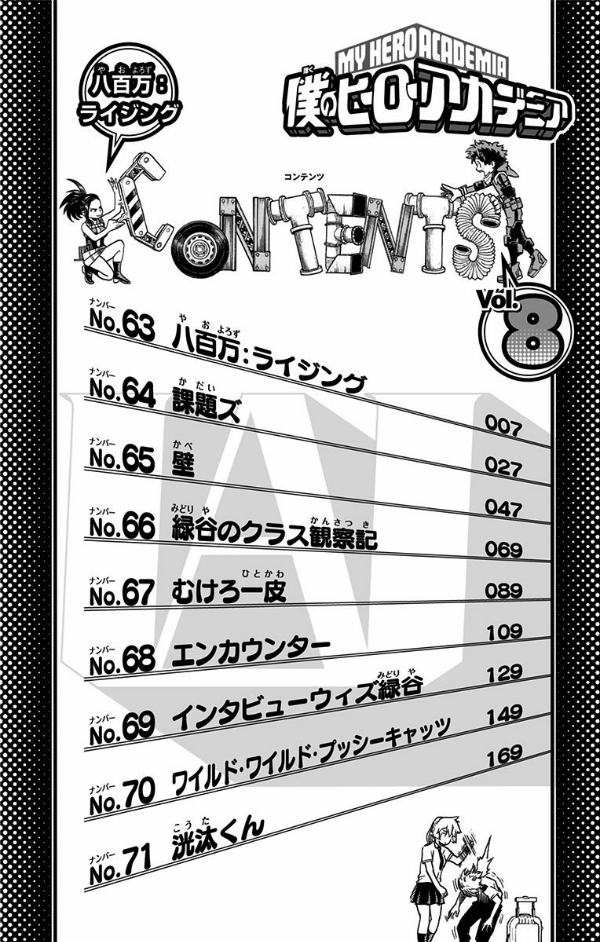 八百万：
ライジング
MY HERO ACADEMIA
僕のヒーローアカデミア
コンテンツ
CONTENTS
Vol.8
No.63 八百万：ライジング 007
No.64 課題ズ 027
No.65 壁 047
No.66 緑谷のクラス観察記 069
No.67 むけろ一皮 089
No.68 エンカウンター 109
No.69 インタビューウィズ緑谷 129
No.70 ワイルド・ワイルド・プッシーキャッツ 149
No.71 洸汰くん 169